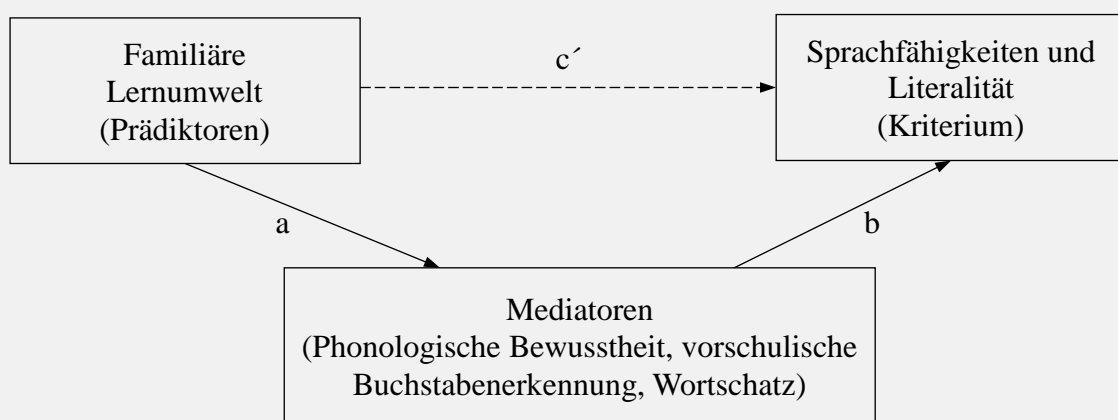 Familiäre
Lernumwelt
(Prädiktoren)
c´
Sprachfähigkeiten und
Literalität
(Kriterium)
a
b
Mediatoren
(Phonologische Bewusstheit, vorschulische
Buchstabenerkennung, Wortschatz)